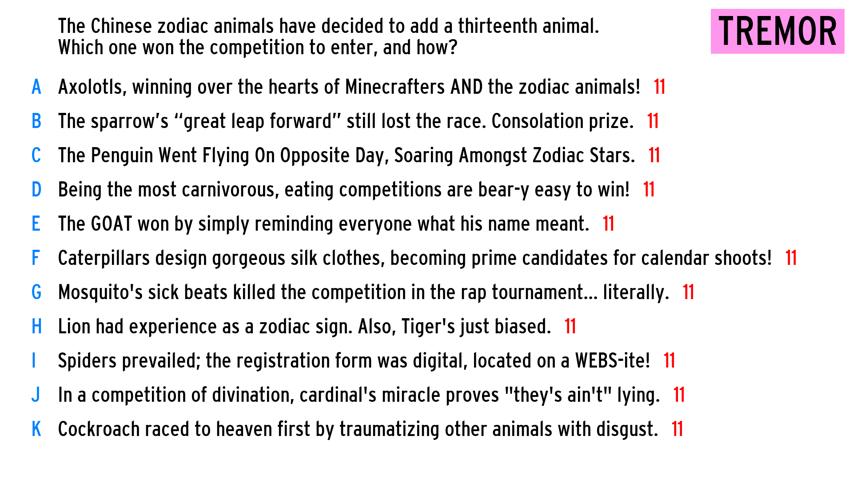 The Chinese zodiac animals have decided to add a thirteenth animal.
Which one won the competition to enter, and how?
TREMOR
A Axolotls, winning over the hearts of Minecrafters AND the zodiac animals! 11
B The sparrow's “great leap forward” still lost the race. Consolation prize. 11
C The Penguin Went Flying On Opposite Day, Soaring Amongst Zodiac Stars. 11
D Being the most carnivorous, eating competitions are bear-y easy to win! 11
E The GOAT won by simply reminding everyone what his name meant. 11
F Caterpillars design gorgeous silk clothes, becoming prime candidates for calendar shoots! 11
G Mosquito's sick beats killed the competition in the rap tournament... literally. 11
H Lion had experience as a zodiac sign. Also, Tiger's just biased. 11
I Spiders prevailed; the registration form was digital, located on a WEBS-ite! 11
J In a competition of divination, cardinal's miracle proves "they's ain't" lying. 11
K Cockroach raced to heaven first by traumatizing other animals with disgust. 11